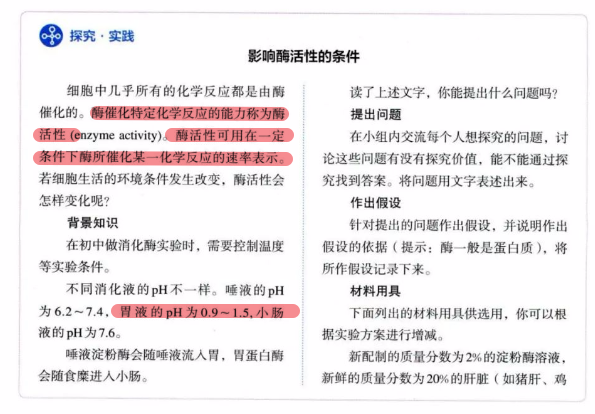 探究·实践
影响酶活性的条件
细胞中几乎所有的化学反应都是由酶
催化的。酶催化特定化学反应的能力称为酶
活性（enzyme activity）。酶活性可用在一定
条件下酶所催化某一化学反应的速率表示。
若细胞生活的环境条件发生改变，酶活性会
怎样变化呢？
背景知识
在初中做消化酶实验时，需要控制温度
等实验条件。
不同消化液的pH不一样。唾液的pH
为6.2～7.4，胃液的pH为0.9～1.5,小肠
液的pH为7.6。
唾液淀粉酶会随唾液流入胃，胃蛋白酶
会随食糜进入小肠。
读了上述文字，你能提出什么问题吗？
提出问题
在小组内交流每个人想探究的问题，讨
论这些问题有没有探究价值，能不能通过探
究找到答案。将问题用文字表述出来。
作出假设
针对提出的问题作出假设，并说明作出
假设的依据（提示：酶一般是蛋白质），将
所作假设记录下来。
材料用具
下面列出的材料用具供选用，你可以根
据实验方案进行增减。
新配制的质量分数为2%的淀粉酶溶液，
新鲜的质量分数为20%的肝脏（如猪肝、鸡